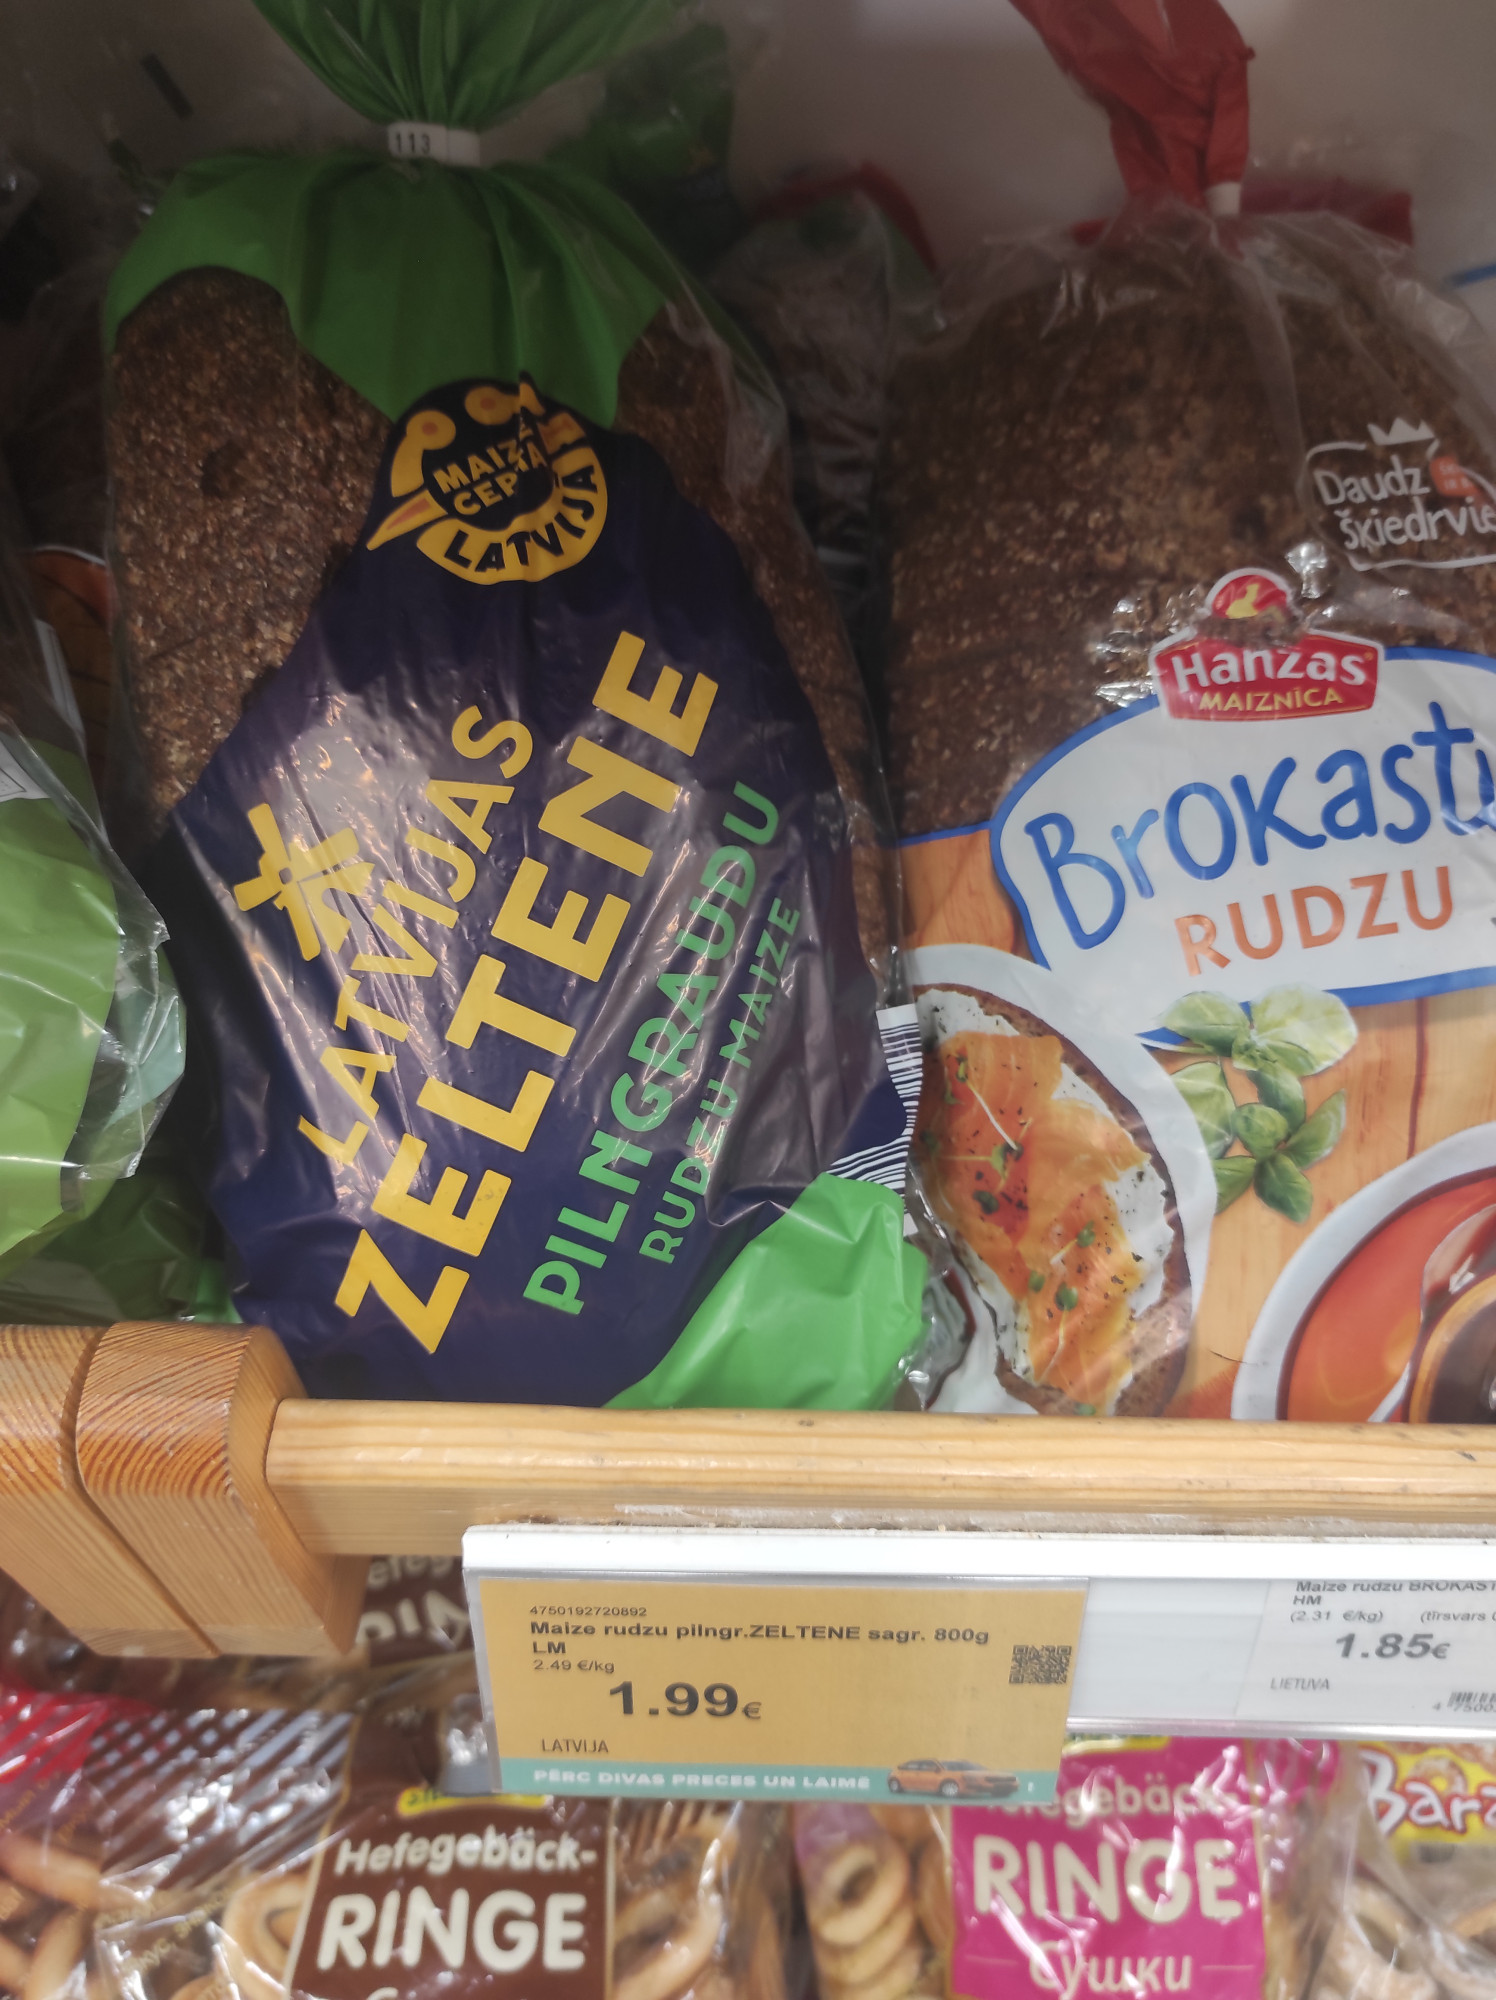 113
MAIZE
CEPTA
LATVIJĀ
LATVIJAS
ZELTENE
PILNGRAUDU
RUDZU MAIZE
Daudz
šķiedrvie
Hanzas
MAIZNĪCA
Brokastu
RUDZU
4750192720892
Maize rudzu pilngr.ZELTENE sagr. 800g
LM
2.49 €/kg
1.99€
LATVIJA
PĒRC DIVAS PRECES UN LAIMĒ
Maize rudzu BROKAST
HM
(2.31 €/kg)
1.85€
LIETUVA
Hefegebäck-
RINGE
RINGE
Сушки
Bara